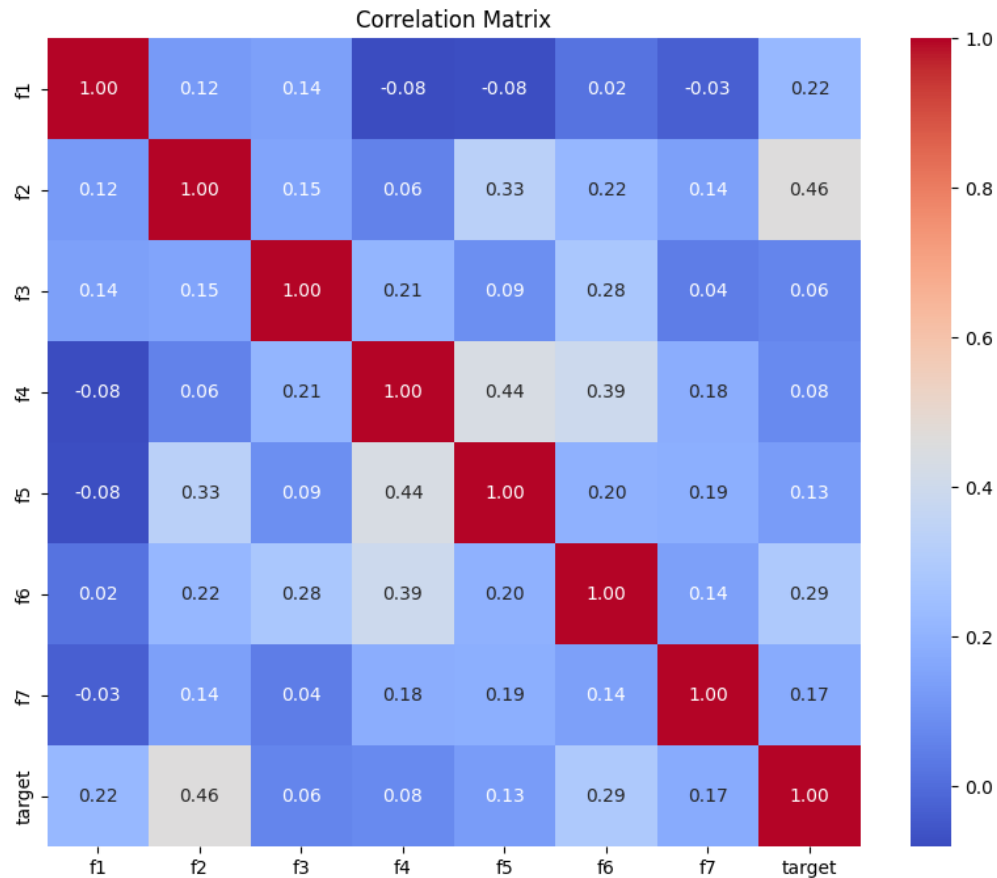 Correlation Matrix
f1 1.00 0.12 0.14 -0.08 -0.08 0.02 -0.03 0.22
f2 0.12 1.00 0.15 0.06 0.33 0.22 0.14 0.46
f3 0.14 0.15 1.00 0.21 0.09 0.28 0.04 0.06
f4 -0.08 0.06 0.21 1.00 0.44 0.39 0.18 0.08
f5 -0.08 0.33 0.09 0.44 1.00 0.20 0.19 0.13
f6 0.02 0.22 0.28 0.39 0.20 1.00 0.14 0.29
f7 -0.03 0.14 0.04 0.18 0.19 0.14 1.00 0.17
target 0.22 0.46 0.06 0.08 0.13 0.29 0.17 1.00
f1 f2 f3 f4 f5 f6 f7 target
1.0
0.8
0.6
0.4
0.2
0.0